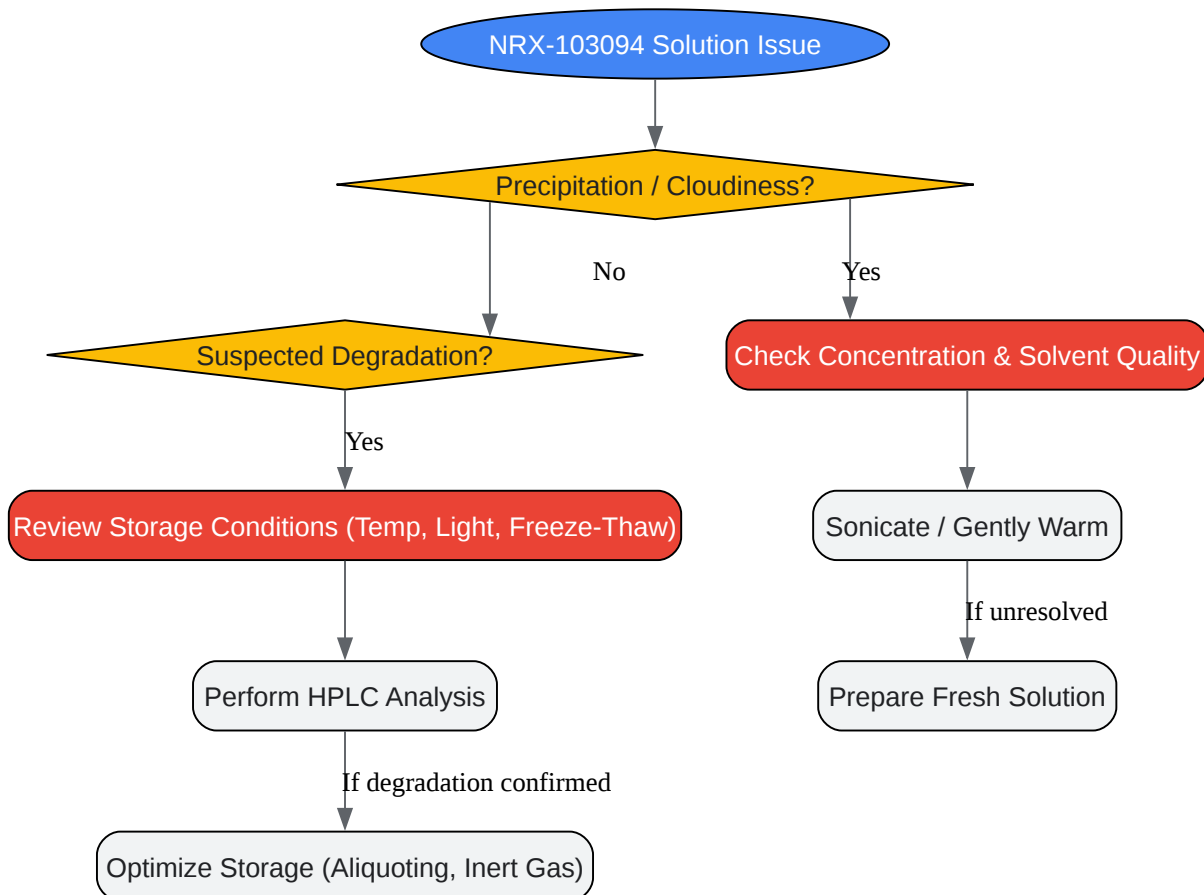 NRX-103094 Solution Issue
Precipitation / Cloudiness?
No
Yes
Suspected Degradation?
Check Concentration & Solvent Quality
Yes
Review Storage Conditions (Temp, Light, Freeze-Thaw)
Sonicate / Gently Warm
If unresolved
Perform HPLC Analysis
Prepare Fresh Solution
If degradation confirmed
Optimize Storage (Aliquoting, Inert Gas)